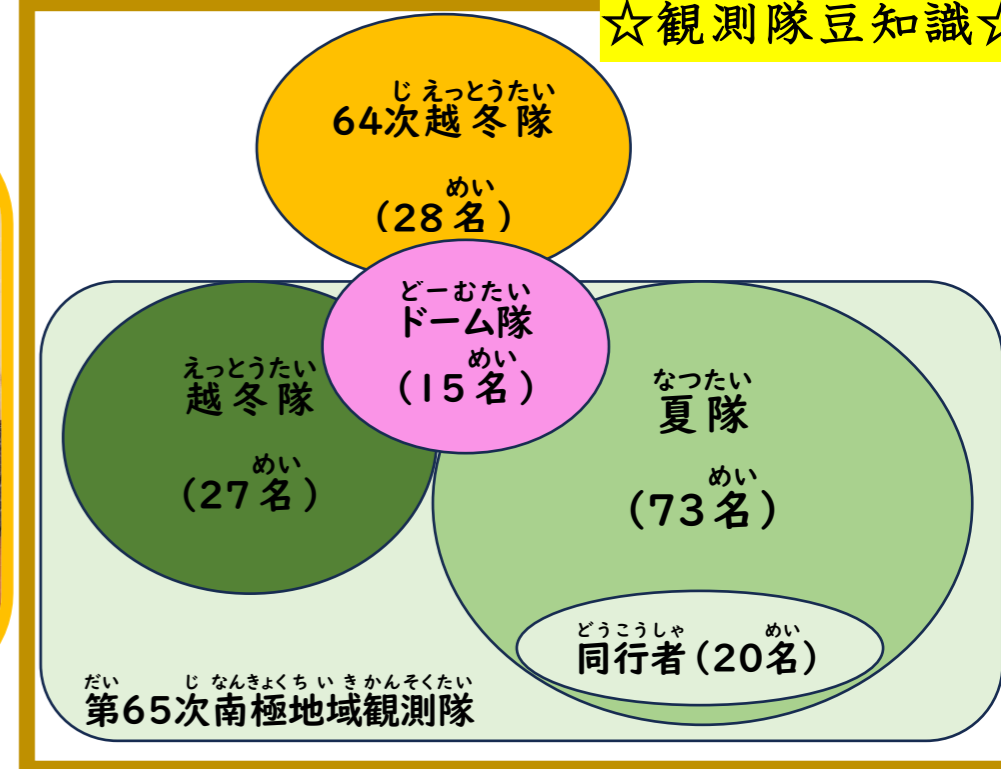 ☆観測隊豆知識☆
じ えっとうたい
64次越冬隊
めい
(28名)
どーむたい
ドーム隊
めい
(15名)
えっとうたい
越冬隊
めい
(27名)
なつたい
夏隊
めい
(73名)
どうこうしゃ めい
同行者(20名)
だい じ なんきょくち い き かんそくたい
第65次南極地域観測隊